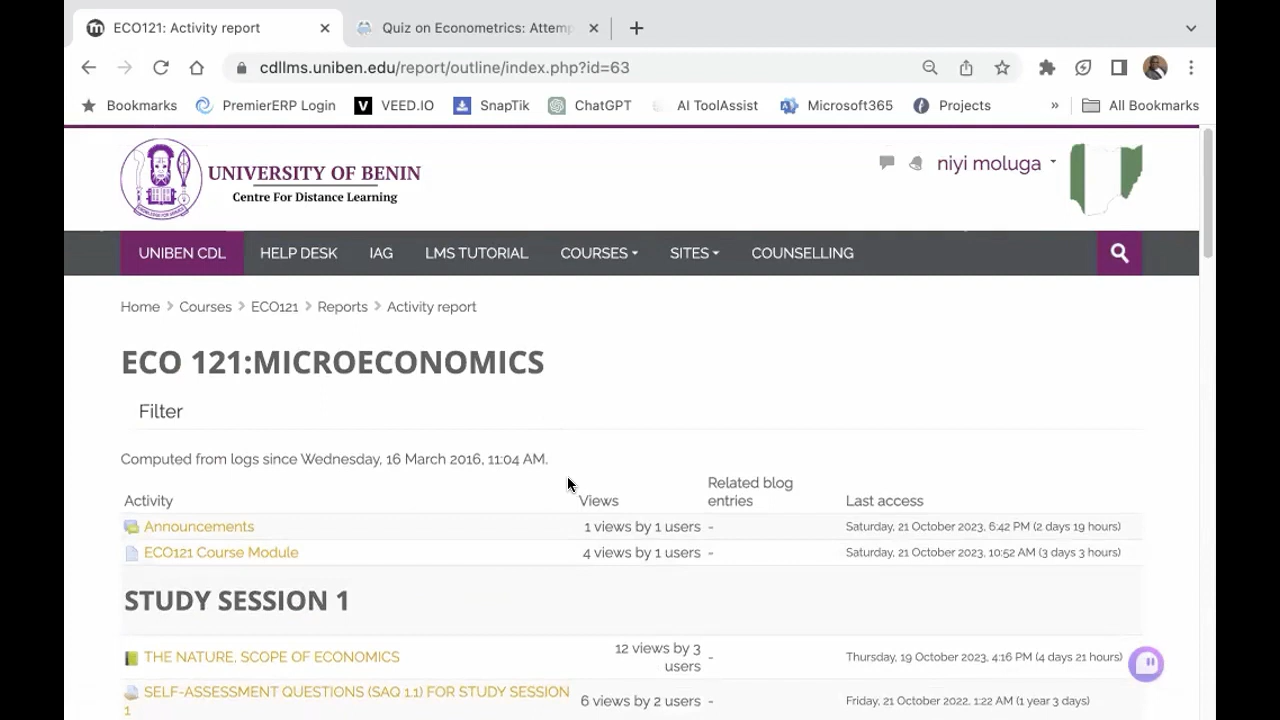 ECO121: Activity report
Quiz on Econometrics: Attemp
cdllms.uniben.edu/report/outline/index.php?id=63
Bookmarks PremierERP Login VEED.IO SnapTik ChatGPT AI ToolAssist Microsoft365 Projects » All Bookmarks
UNIVERSITY OF BENIN
Centre For Distance Learning
niyi moluga
UNIBEN CDL HELP DESK IAG LMS TUTORIAL COURSES SITES COUNSELLING
Home Courses ECO121 Reports Activity report
ECO 121:MICROECONOMICS
Filter
Computed from logs since Wednesday, 16 March 2016, 11:04 AM.
Activity Views Related blog entries Last access
Announcements 1 views by 1 users - Saturday, 21 October 2023, 6:42 PM (2 days 19 hours)
ECO121 Course Module 4 views by 1 users - Saturday, 21 October 2023, 10:52 AM (3 days 3 hours)
STUDY SESSION 1
THE NATURE, SCOPE OF ECONOMICS 12 views by 3 users - Thursday, 19 October 2023, 4:16 PM (4 days 21 hours)
SELF-ASSESSMENT QUESTIONS (SAQ 1.1) FOR STUDY SESSION 1 6 views by 2 users - Friday, 21 October 2022, 1:22 AM (1 year 3 days)